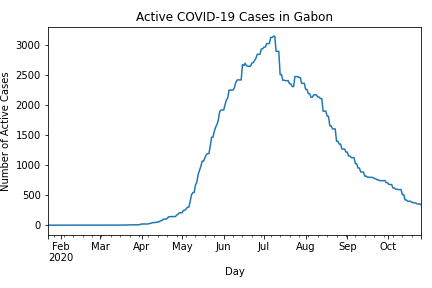 Active COVID-19 Cases in Gabon
Number of Active Cases
3000
2500
2000
1500
1000
500
0
Feb Mar Apr May Jun Jul Aug Sep Oct
2020
Day